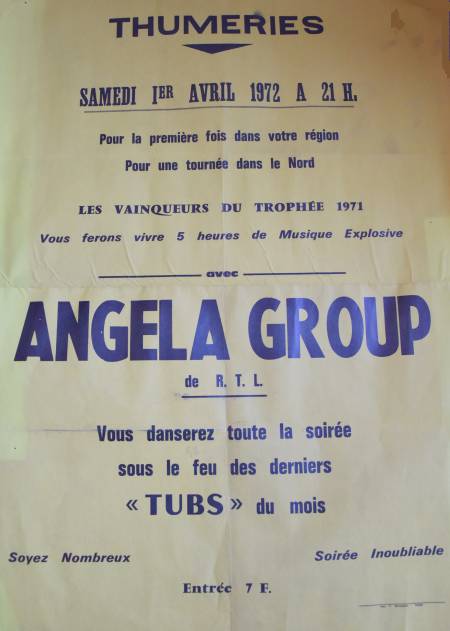 THUMERIES
SAMEDI 1ER AVRIL 1972 A 21 H.
Pour la première fois dans votre région
Pour une tournée dans le Nord
LES VAINQUEURS DU TROPHÉE 1971
Vous ferons vivre 5 heures de Musique Explosive
avec
ANGELA GROUP
de R. T. L.
Vous danserez toute la soirée
sous le feu des derniers
« TUBS » du mois
Soyez Nombreux
Soirée Inoubliable
Entrée 7 F.